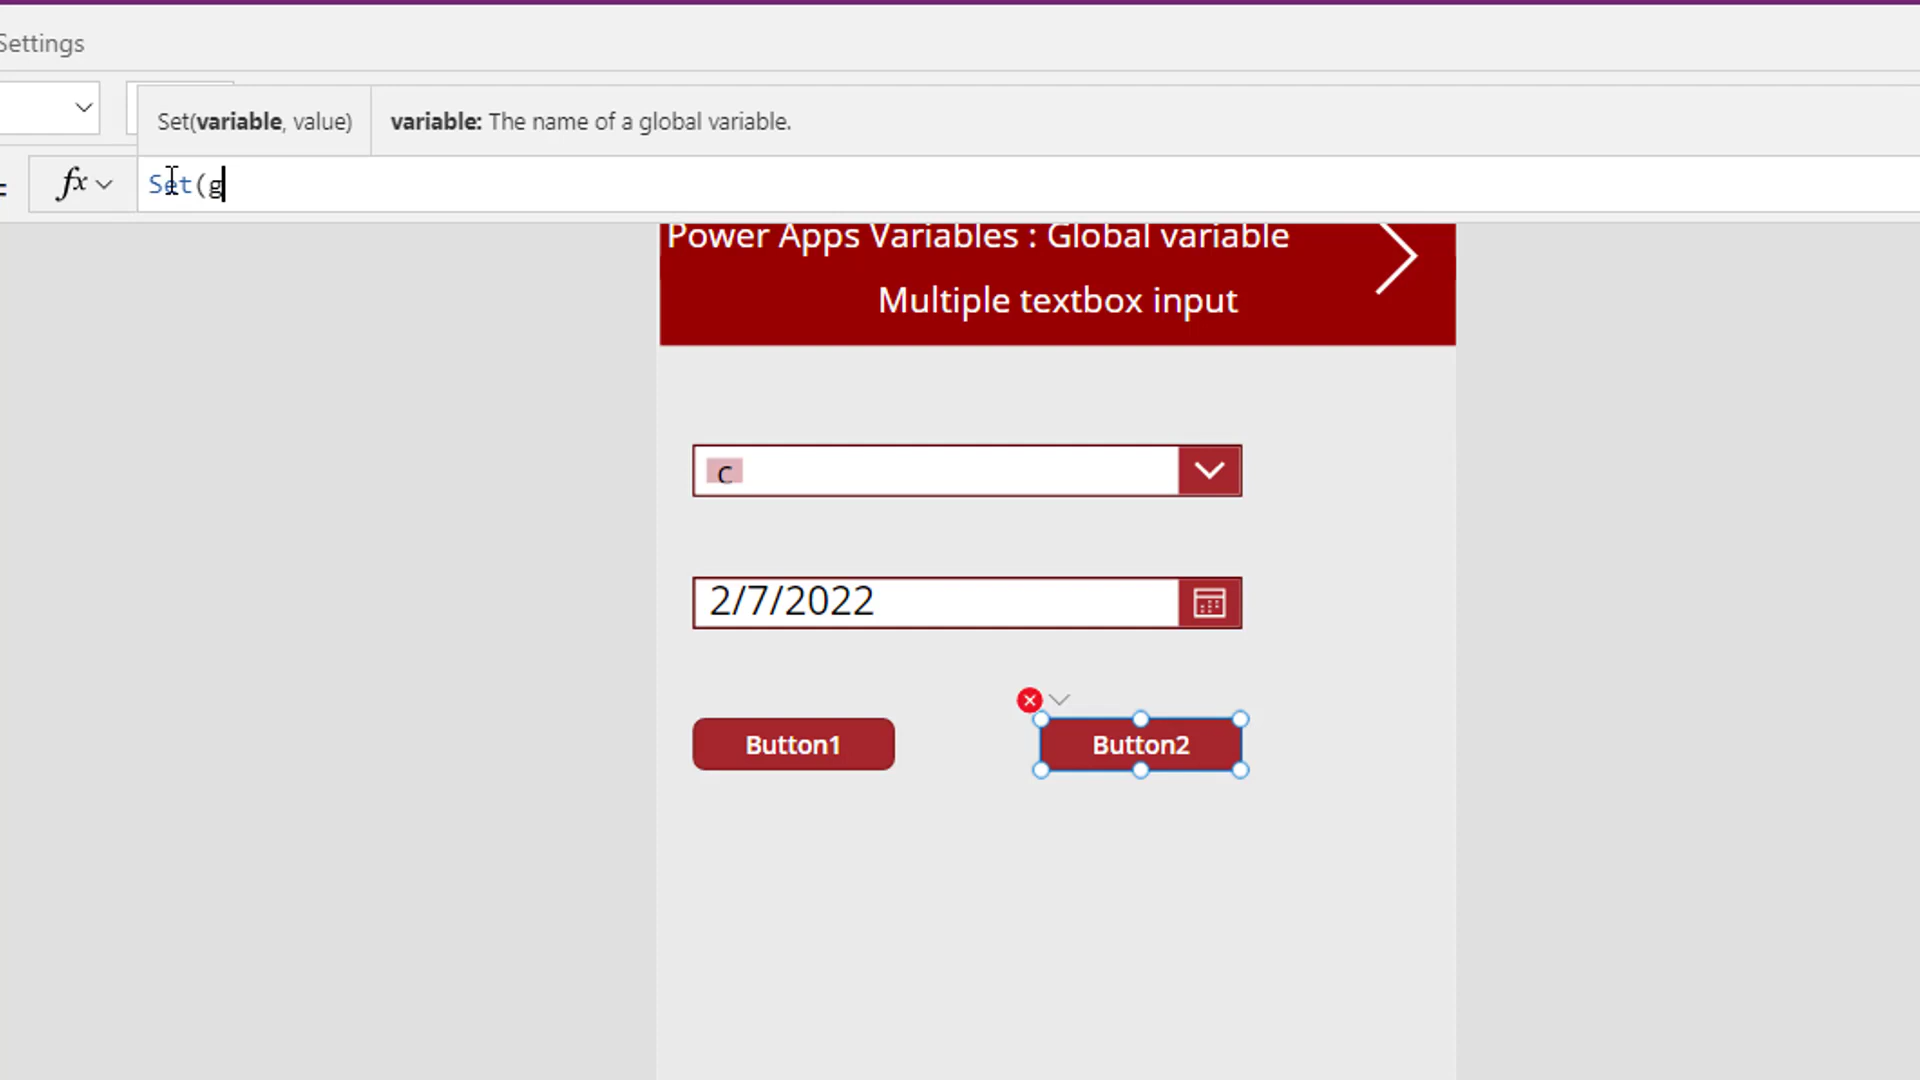 Settings
Set(variable, value)
variable: The name of a global variable.
=
fx
Set(g
Power Apps Variables : Global variable
Multiple textbox input
C
2/7/2022
Button1
Button2